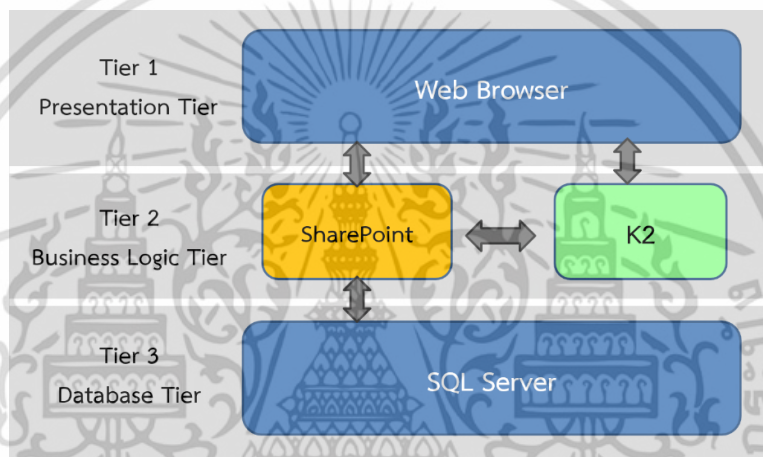 Tier 1
Presentation Tier
Web Browser
Tier 2
Business Logic Tier
SharePoint
K2
Tier 3
Database Tier
SQL Server